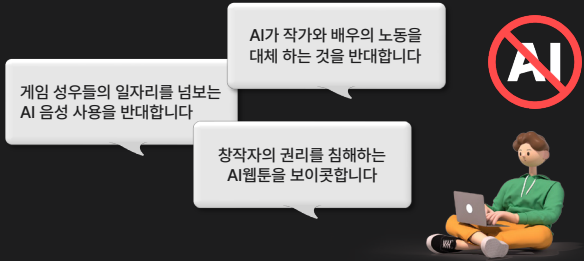 AI가 작가와 배우의 노동을
대체 하는 것을 반대합니다
게임 성우들의 일자리를 넘보는
AI 음성 사용을 반대합니다
창작자의 권리를 침해하는
AI웹툰을 보이콧합니다
AI